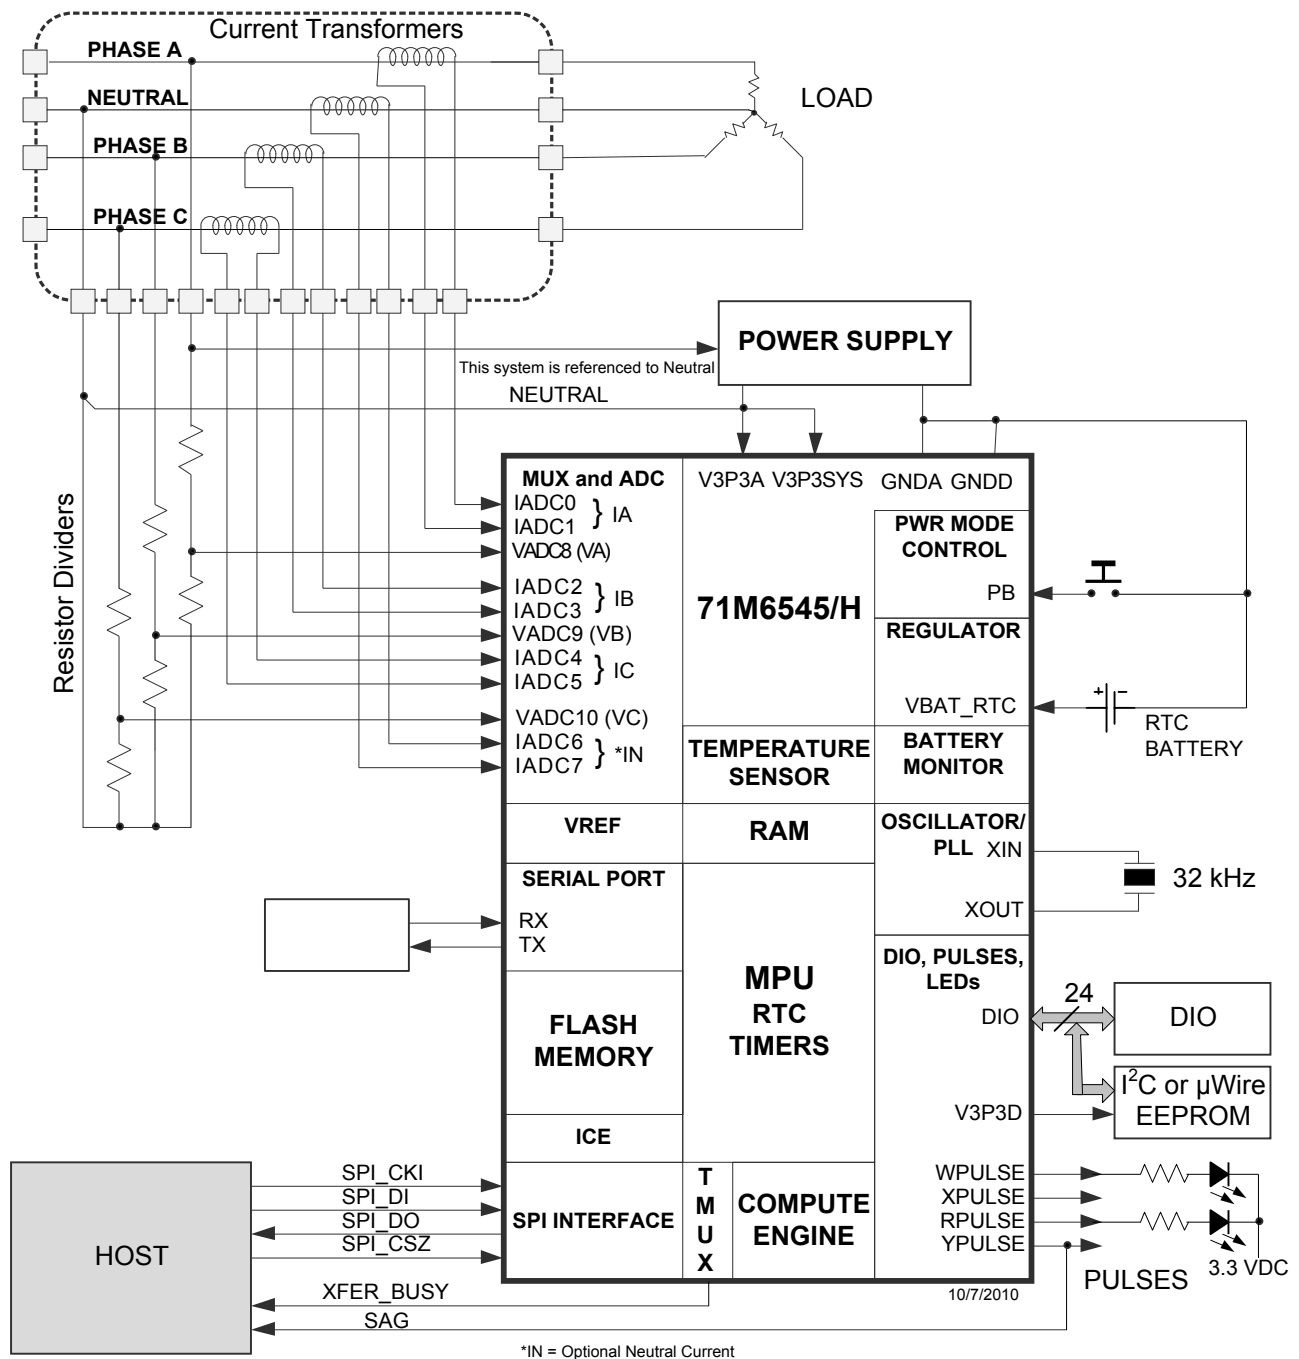 Current Transformers
PHASE A
NEUTRAL
PHASE B
PHASE C
LOAD
POWER SUPPLY
This system is referenced to Neutral
NEUTRAL
Resistor Dividers
MUX and ADC
IADC0
IADC1
} IA
VADC8 (VA)
IADC2
IADC3
} IB
VADC9 (VB)
IADC4
IADC5
} IC
VADC10 (VC)
IADC6
IADC7
} *IN
V3P3A V3P3SYS
GNDA GNDD
71M6545/H
PWR MODE
CONTROL
PB
REGULATOR
VBAT_RTC
+ −
RTC
BATTERY
TEMPERATURE
SENSOR
BATTERY
MONITOR
VREF
RAM
OSCILLATOR/
PLL XIN
XOUT
32 kHz
SERIAL PORT
RX
TX
MPU
RTC
TIMERS
DIO, PULSES,
LEDs
DIO
24
DIO
I²C or µWire
EEPROM
V3P3D
FLASH
MEMORY
ICE
HOST
SPI_CKI
SPI_DI
SPI_DO
SPI_CSZ
SPI INTERFACE
T
M
U
X
COMPUTE
ENGINE
WPULSE
XPULSE
RPULSE
YPULSE
PULSES
3.3 VDC
XFER_BUSY
SAG
10/7/2010
*IN = Optional Neutral Current